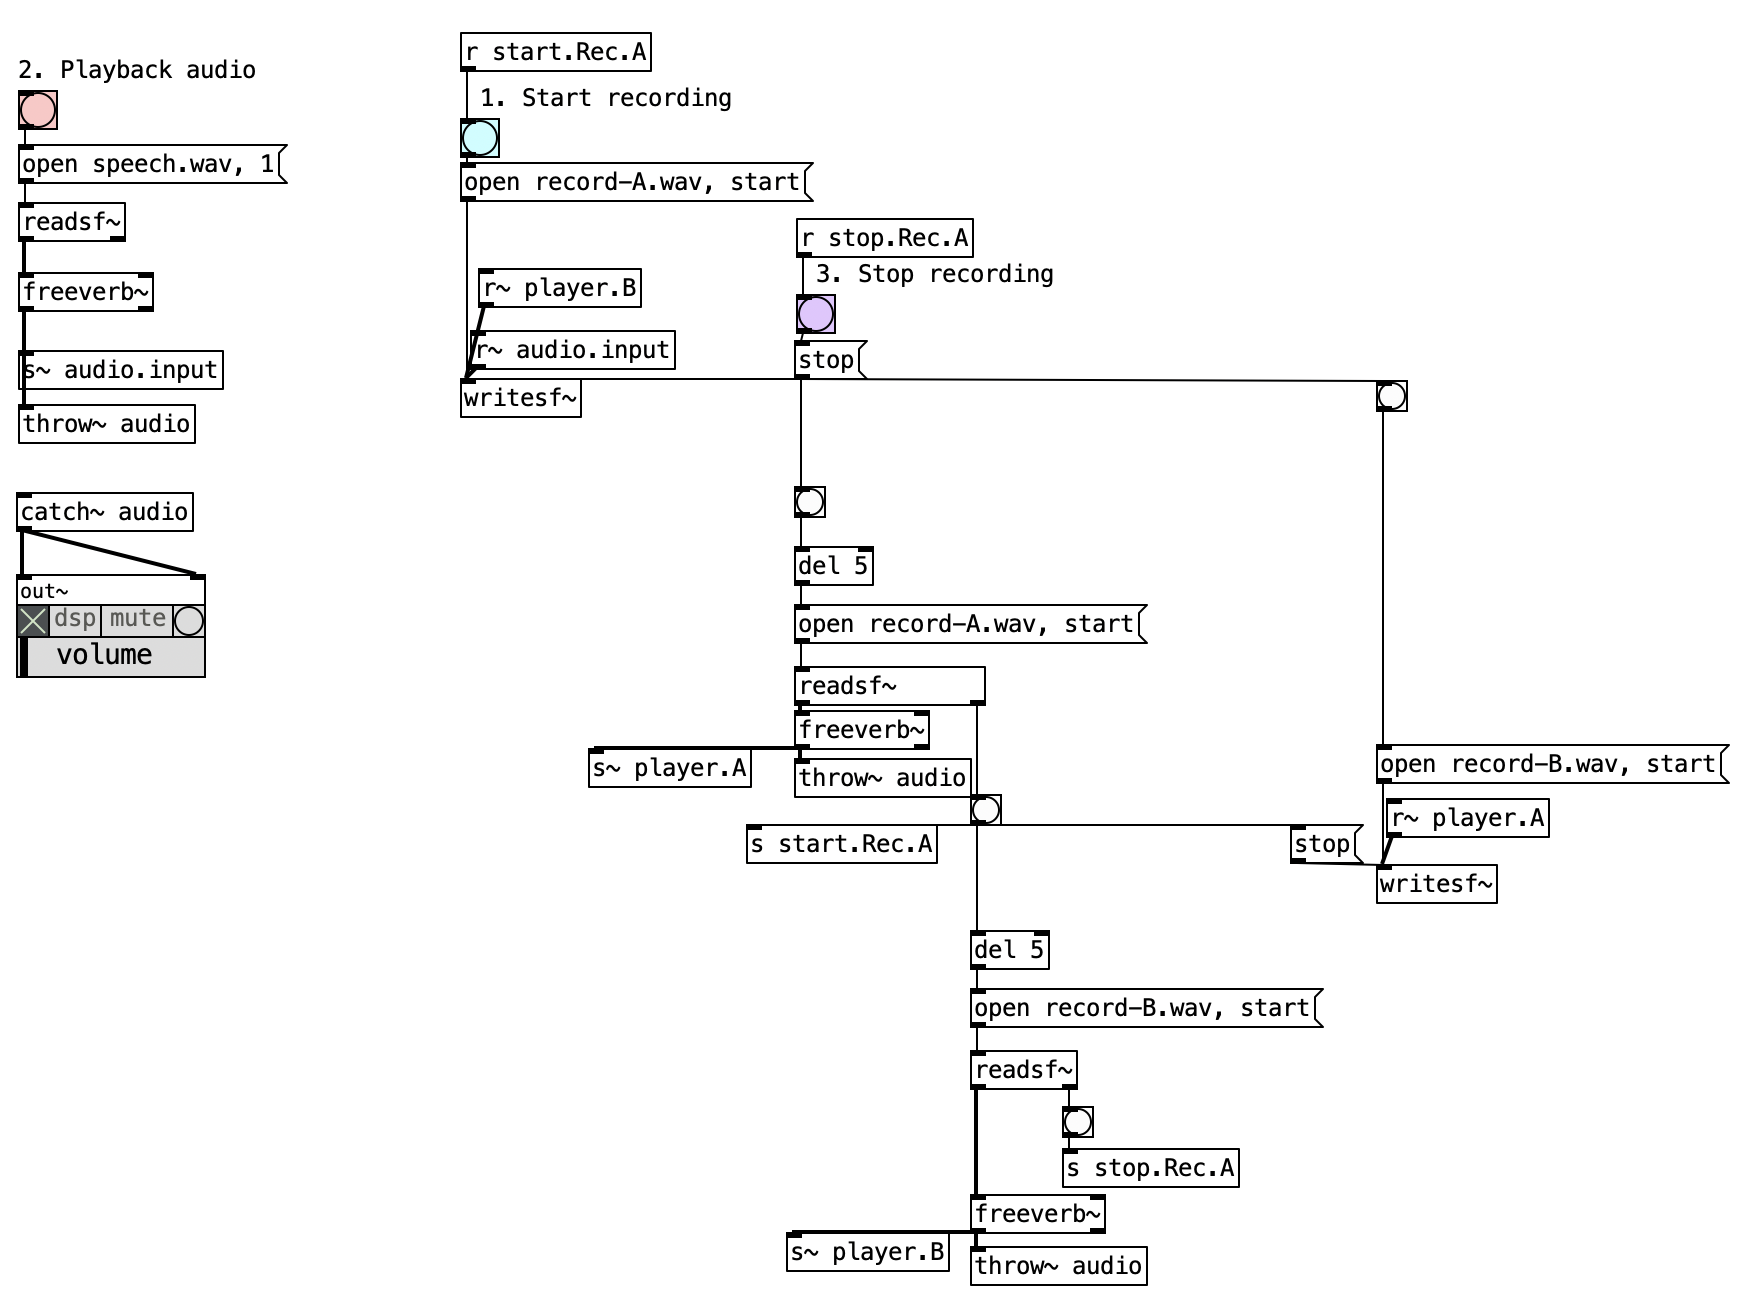 2. Playback audio
open speech.wav, 1
readsf~
freeverb~
s~ audio.input
throw~ audio
catch~ audio
out~
dsp mute
volume
r start.Rec.A
1. Start recording
open record-A.wav, start
r~ player.B
r~ audio.input
writesf~
r stop.Rec.A
3. Stop recording
stop
del 5
open record-A.wav, start
readsf~
freeverb~
s~ player.A
throw~ audio
s start.Rec.A
stop
open record-B.wav, start
r~ player.A
writesf~
del 5
open record-B.wav, start
readsf~
s stop.Rec.A
freeverb~
s~ player.B
throw~ audio